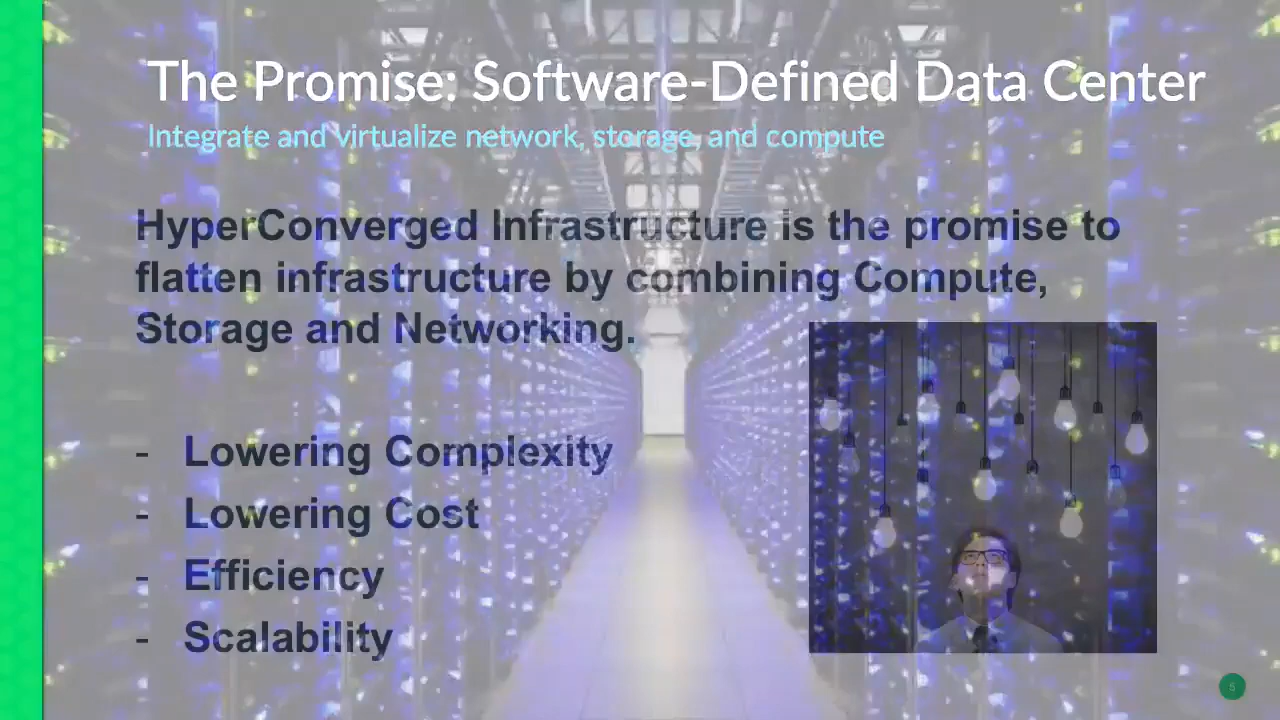 The Promise: Software-Defined Data Center
Integrate and virtualize network, storage, and compute
HyperConverged Infrastructure is the promise to
flatten infrastructure by combining Compute,
Storage and Networking.
- Lowering Complexity
- Lowering Cost
- Efficiency
- Scalability